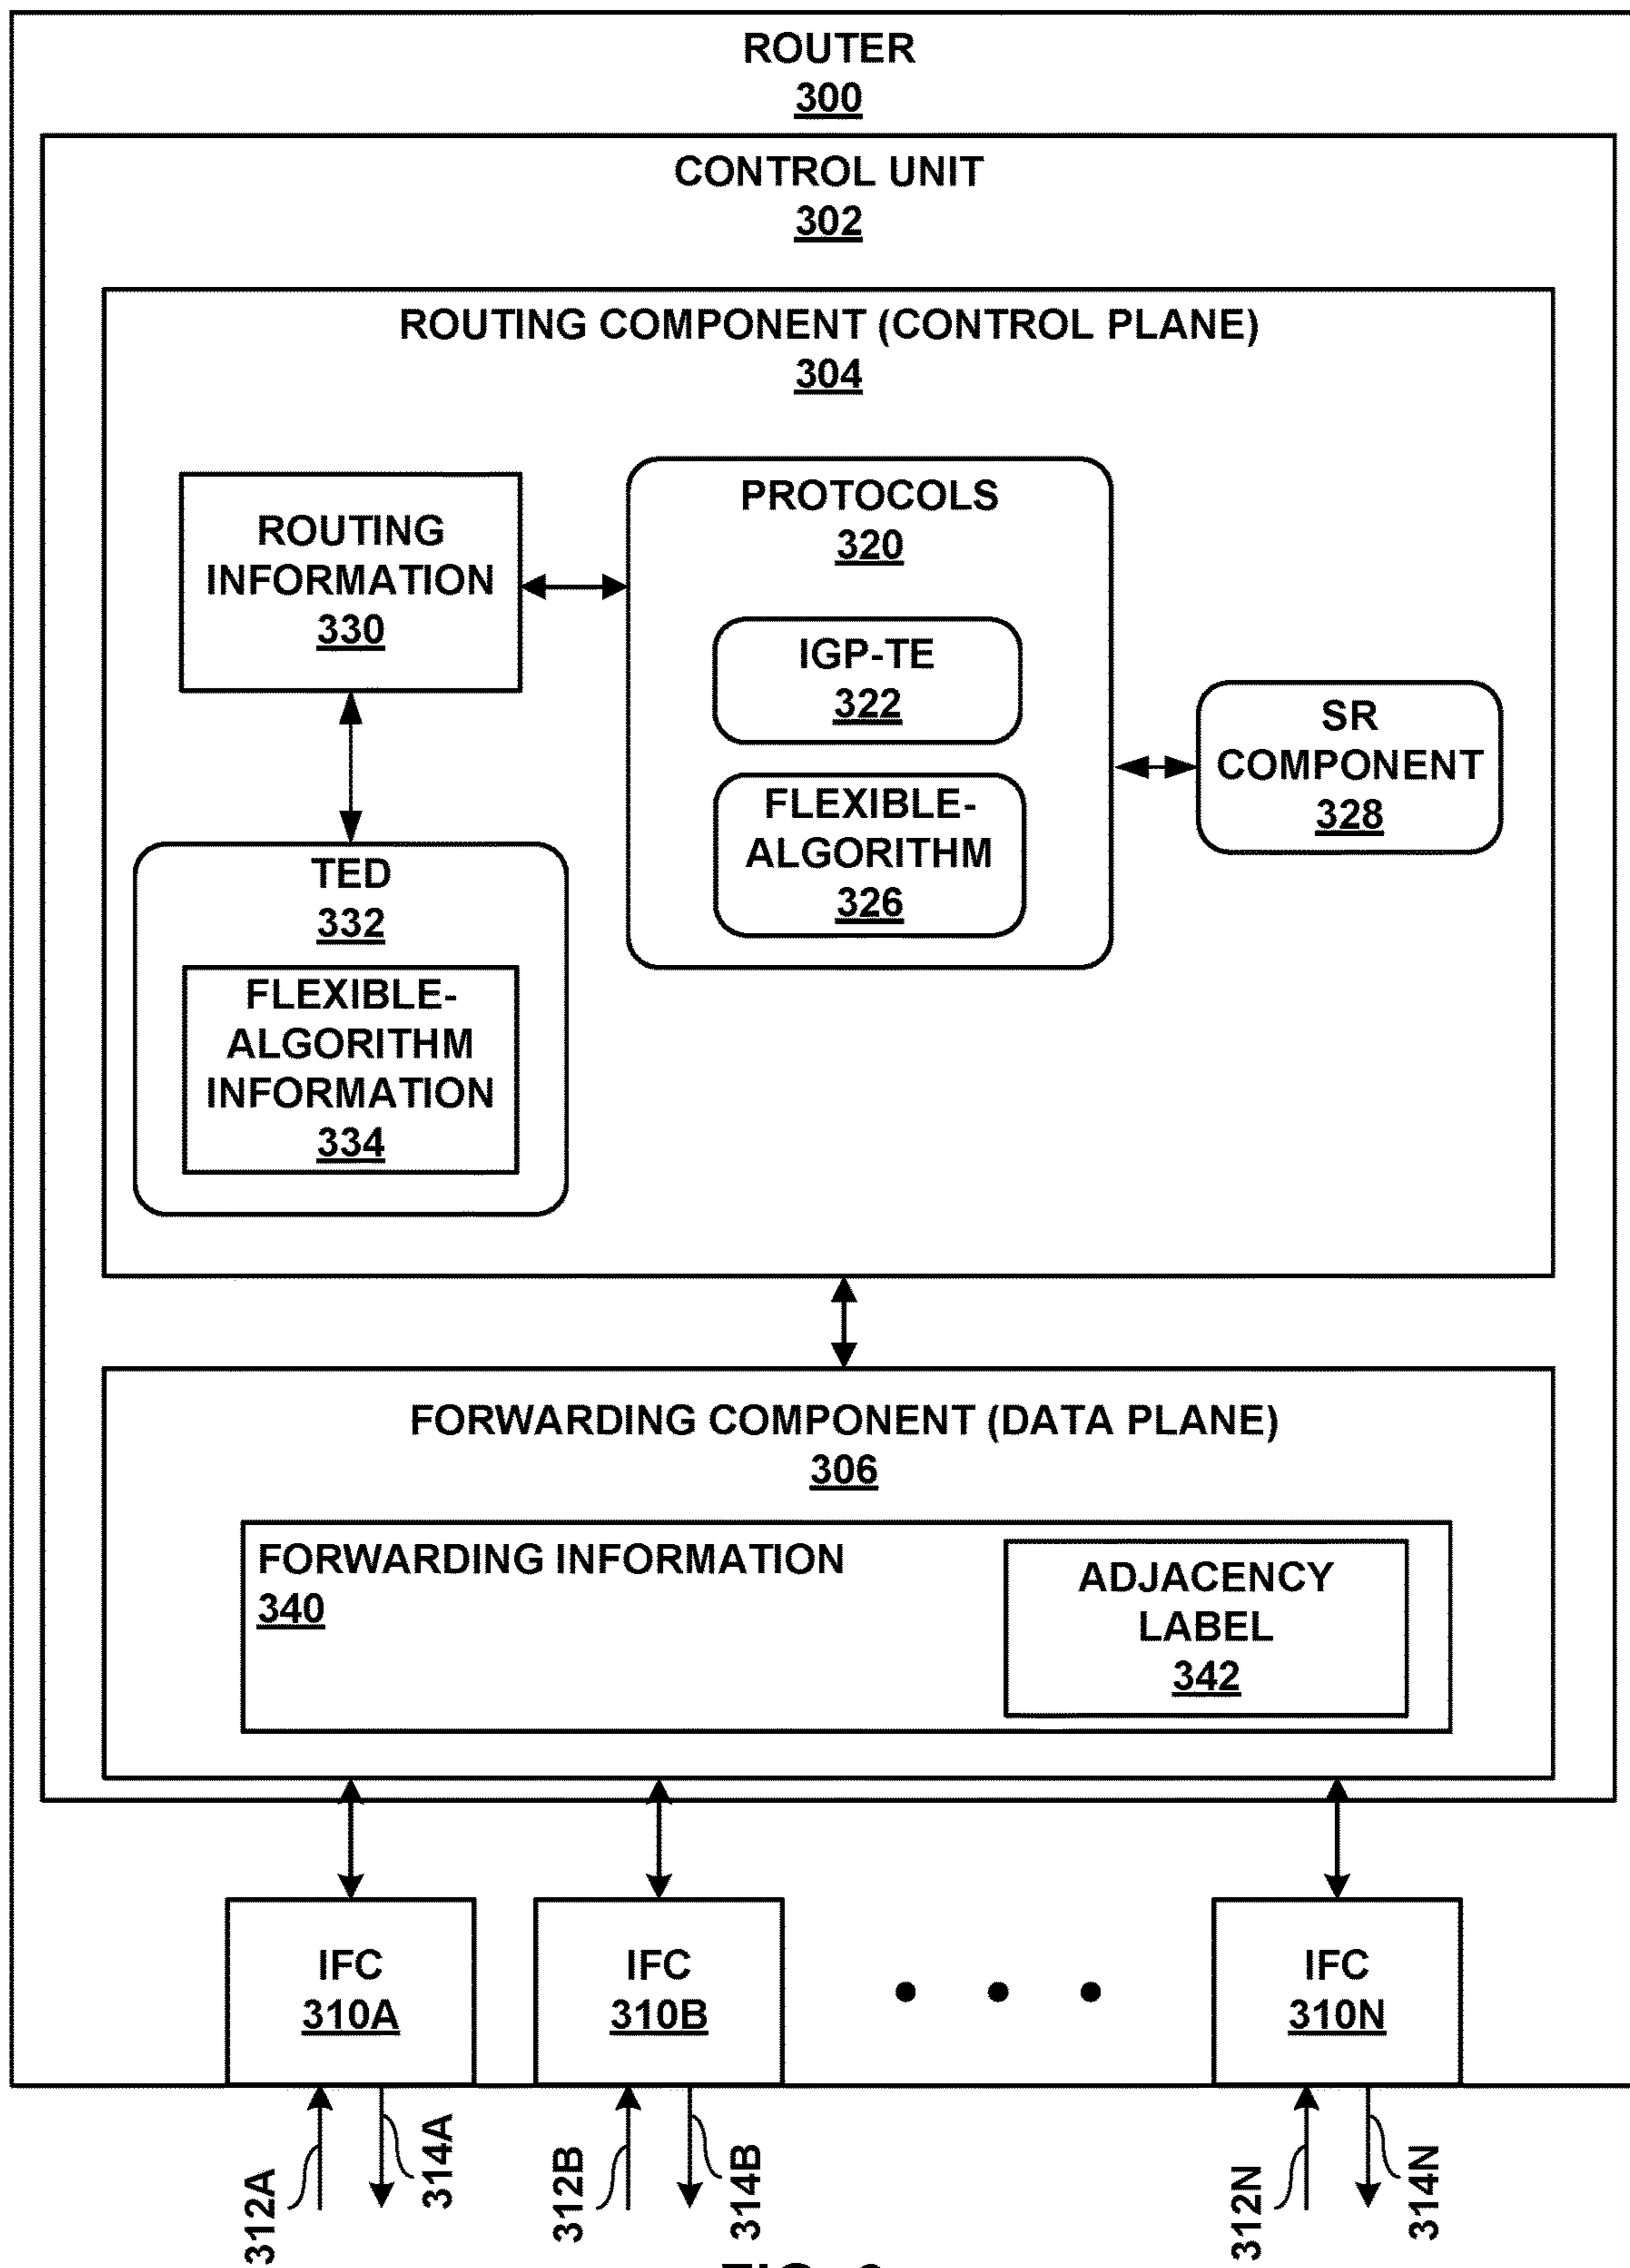 ROUTER
300
CONTROL UNIT
302
ROUTING COMPONENT (CONTROL PLANE)
304
ROUTING
INFORMATION
330
PROTOCOLS
320
IGP-TE
322
FLEXIBLE-
ALGORITHM
326
SR
COMPONENT
328
TED
332
FLEXIBLE-
ALGORITHM
INFORMATION
334
FORWARDING COMPONENT (DATA PLANE)
306
FORWARDING INFORMATION
340
ADJACENCY
LABEL
342
IFC
310A
IFC
310B
IFC
310N
312A
314A
312B
314B
312N
314N